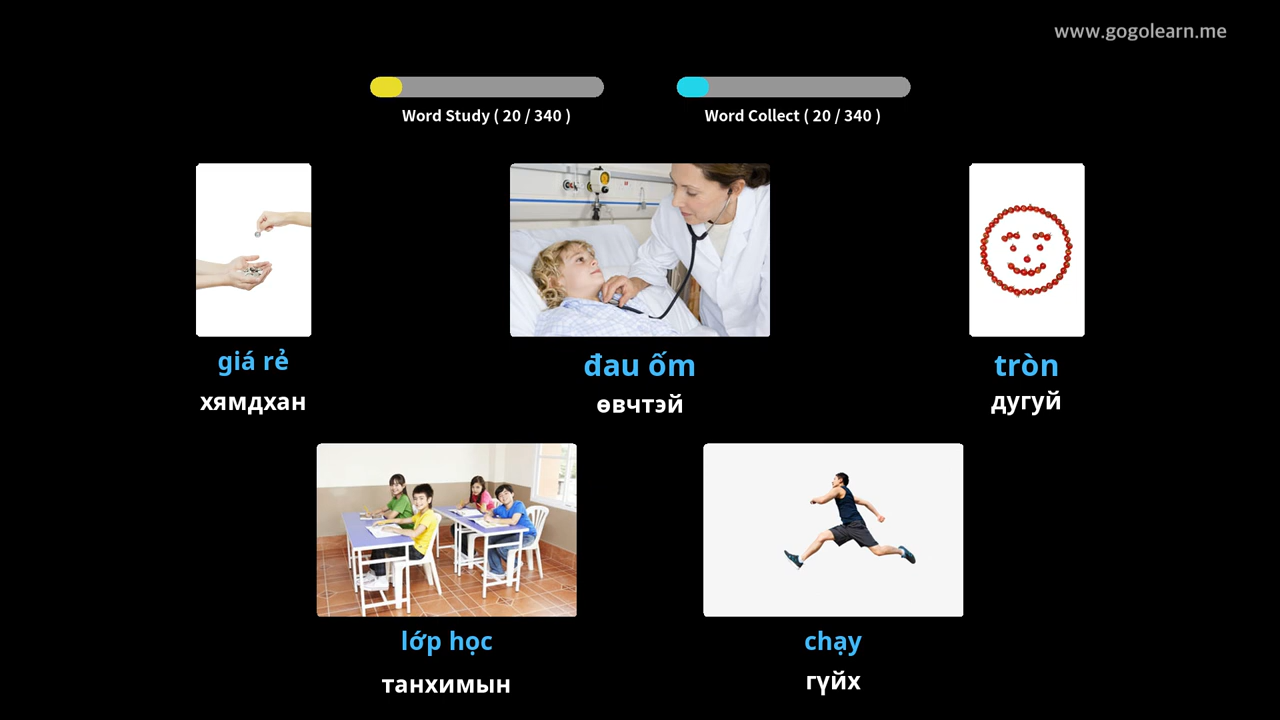 www.gogolearn.me
Word Study ( 20 / 340 )
Word Collect ( 20 / 340 )
giá rẻ
хямдхан
đau ốm
өвчтэй
tròn
дугуй
lớp học
танхимын
chạy
гүйх